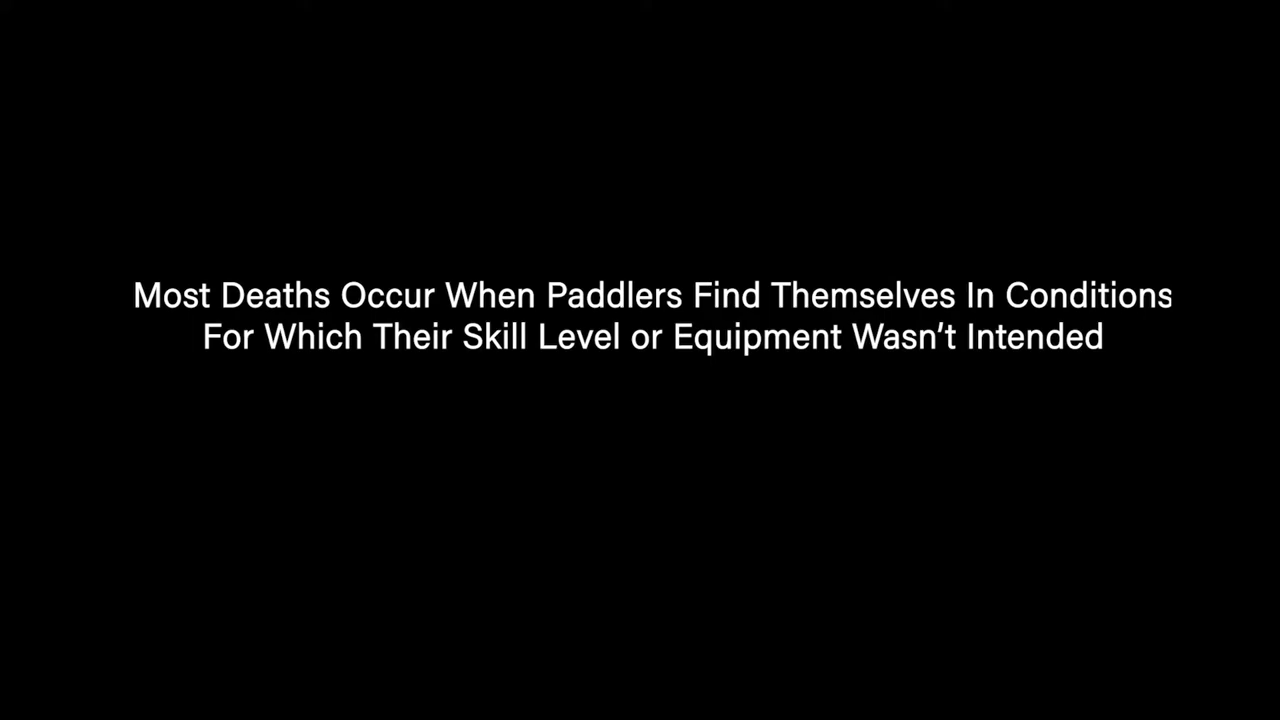 Most Deaths Occur When Paddlers Find Themselves In Conditions
For Which Their Skill Level or Equipment Wasn’t Intended